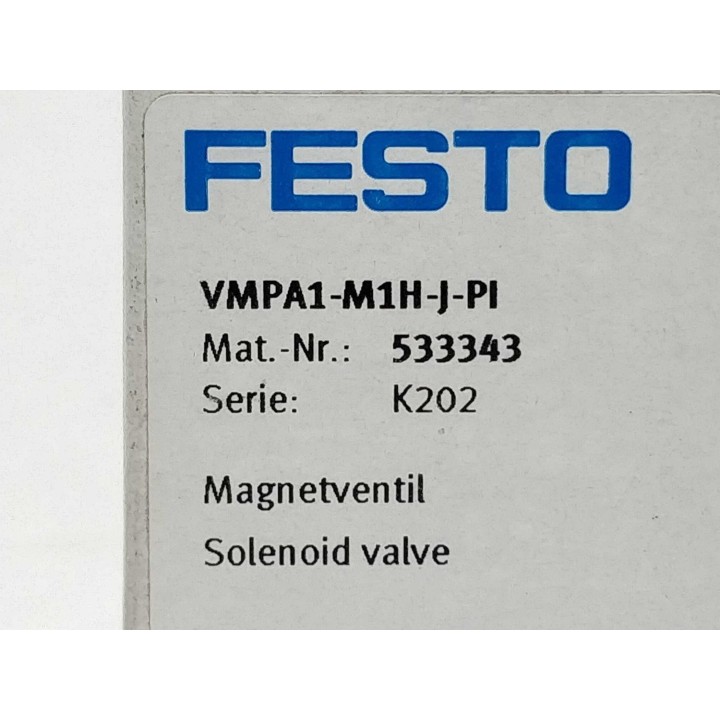 FESTO
VMPA1-M1H-J-PI
Mat.-Nr.: 533343
Serie: K202
Magnetventil
Solenoid valve